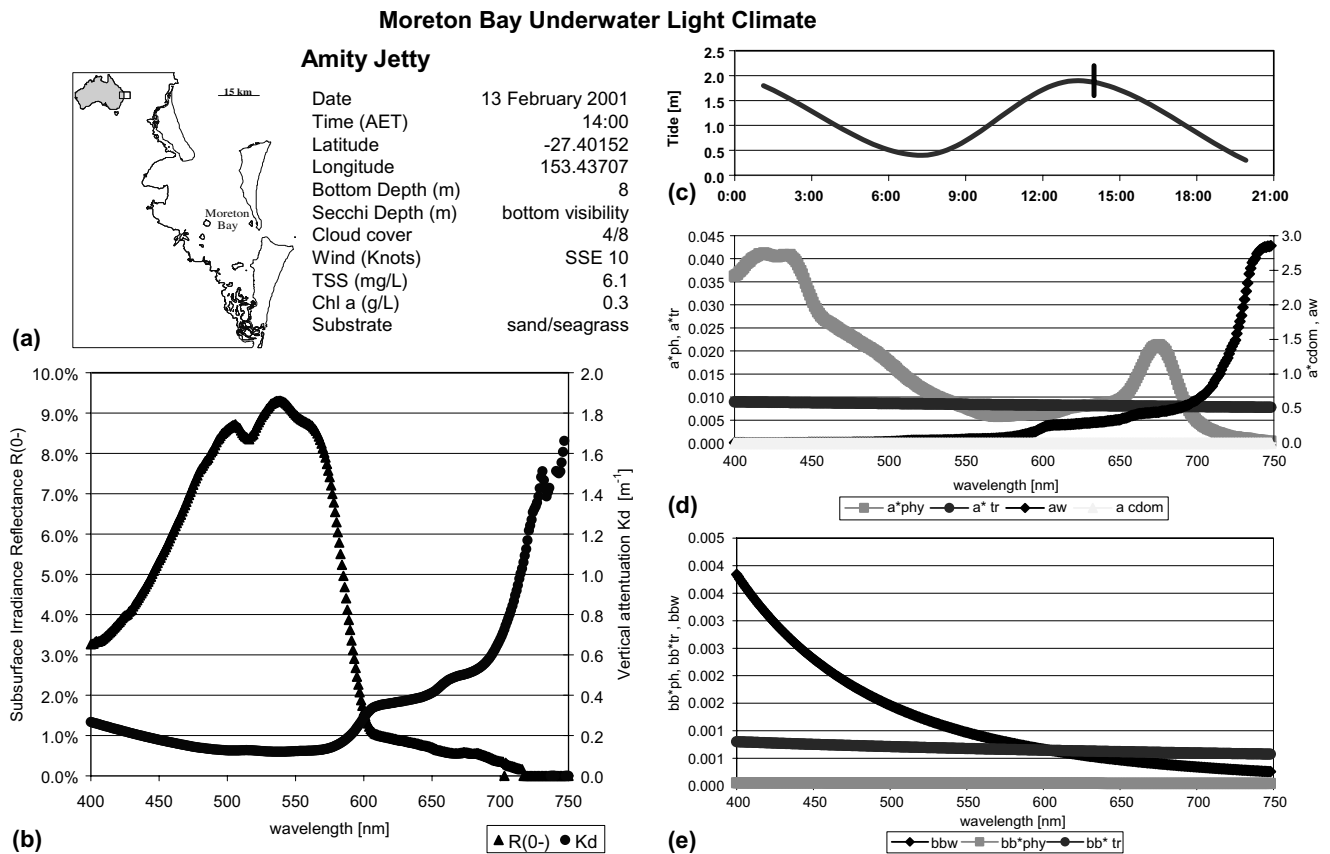 Moreton Bay Underwater Light Climate
Amity Jetty
15 km
Moreton
Bay
Date 13 February 2001
Time (AET) 14:00
Latitude -27.40152
Longitude 153.43707
Bottom Depth (m) 8
Secchi Depth (m) bottom visibility
Cloud cover 4/8
Wind (Knots) SSE 10
TSS (mg/L) 6.1
Chl a (g/L) 0.3
Substrate sand/seagrass
(a)
10.0%
9.0%
8.0%
7.0%
6.0%
5.0%
4.0%
3.0%
2.0%
1.0%
0.0%
Subsurface Irradiance Reflectance R(0-)
2.0
1.8
1.6
1.4
1.2
1.0
0.8
0.6
0.4
0.2
0.0
Vertical attentuation Kd [m⁻¹]
400 450 500 550 600 650 700 750
wavelength [nm]
(b)
R(0-) Kd
Tide [m]
2.5
2.0
1.5
1.0
0.5
0.0
0:00 3:00 6:00 9:00 12:00 15:00 18:00 21:00
(c)
a*ph, a*tr
0.045
0.040
0.035
0.030
0.025
0.020
0.015
0.010
0.005
0.000
3.0
2.5
2.0
1.5
1.0
0.5
0.0
a*cdom , aw
400 450 500 550 600 650 700 750
wavelength [nm]
(d)
a*phy a* tr aw a cdom
bb*ph, bb*tr , bbw
0.005
0.004
0.004
0.003
0.003
0.002
0.002
0.001
0.001
0.000
400 450 500 550 600 650 700 750
wavelength [nm]
(e)
bbw bb*phy bb* tr